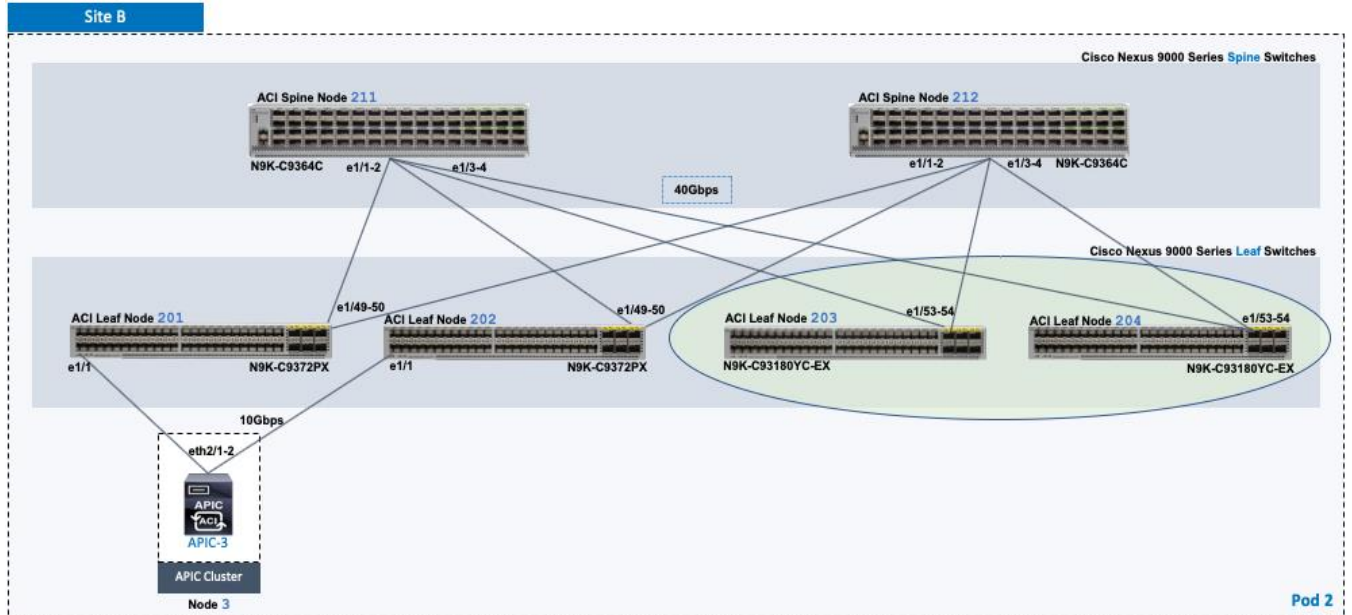 Site B
Cisco Nexus 9000 Series Spine Switches
ACI Spine Node 211
ACI Spine Node 212
N9K-C9364C
e1/1-2
e1/3-4
e1/1-2
e1/3-4
N9K-C9364C
40Gbps
Cisco Nexus 9000 Series Leaf Switches
ACI Leaf Node 201
e1/49-50
ACI Leaf Node 202
e1/49-50
ACI Leaf Node 203
e1/53-54
ACI Leaf Node 204
e1/53-54
e1/1
N9K-C9372PX
e1/1
N9K-C9372PX
N9K-C93180YC-EX
N9K-C93180YC-EX
10Gbps
eth2/1-2
APIC
ACI
APIC-3
APIC Cluster
Node 3
Pod 2